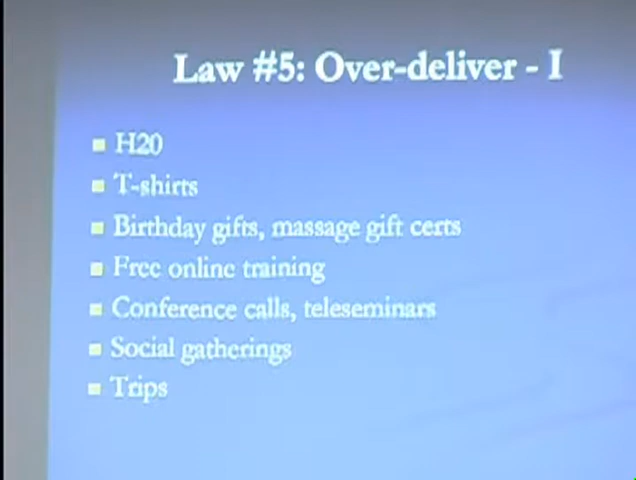 Law #5: Over-deliver - I
H20
T-shirts
Birthday gifts, massage gift certs
Free online training
Conference calls, teleseminars
Social gatherings
Trips